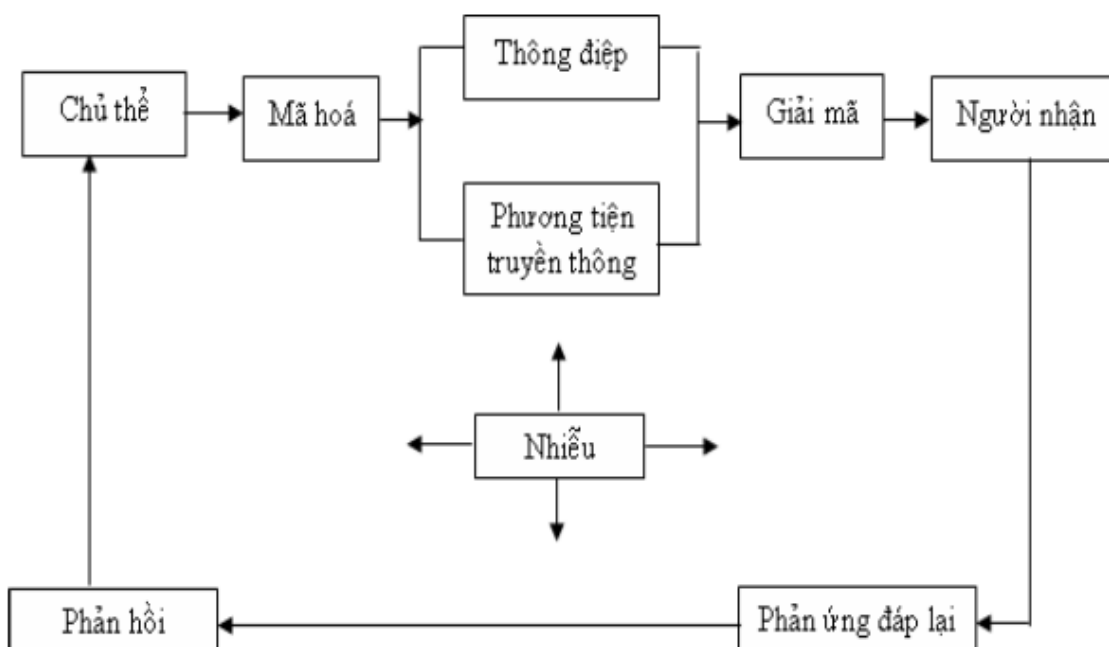 Thông điệp
Chủ thể
Mã hoá
Giải mã
Người nhận
Phương tiện
truyền thông
Nhiễu
Phản hồi
Phản ứng đáp lại